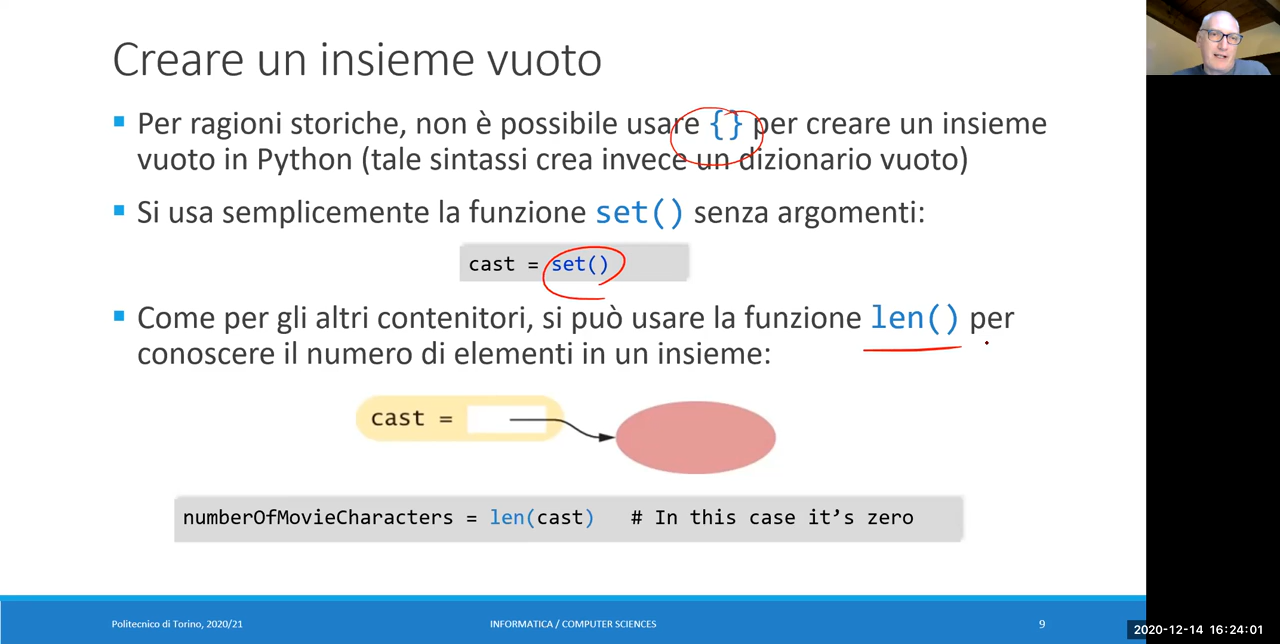 Creare un insieme vuoto
Per ragioni storiche, non è possibile usare {} per creare un insieme
vuoto in Python (tale sintassi crea invece un dizionario vuoto)
Si usa semplicemente la funzione set() senza argomenti:
cast = set()
Come per gli altri contenitori, si può usare la funzione len() per
conoscere il numero di elementi in un insieme:
cast =
numberOfMovieCharacters = len(cast) # In this case it’s zero
Politecnico di Torino, 2020/21 INFORMATICA / COMPUTER SCIENCES 9
2020-12-14 16:24:01